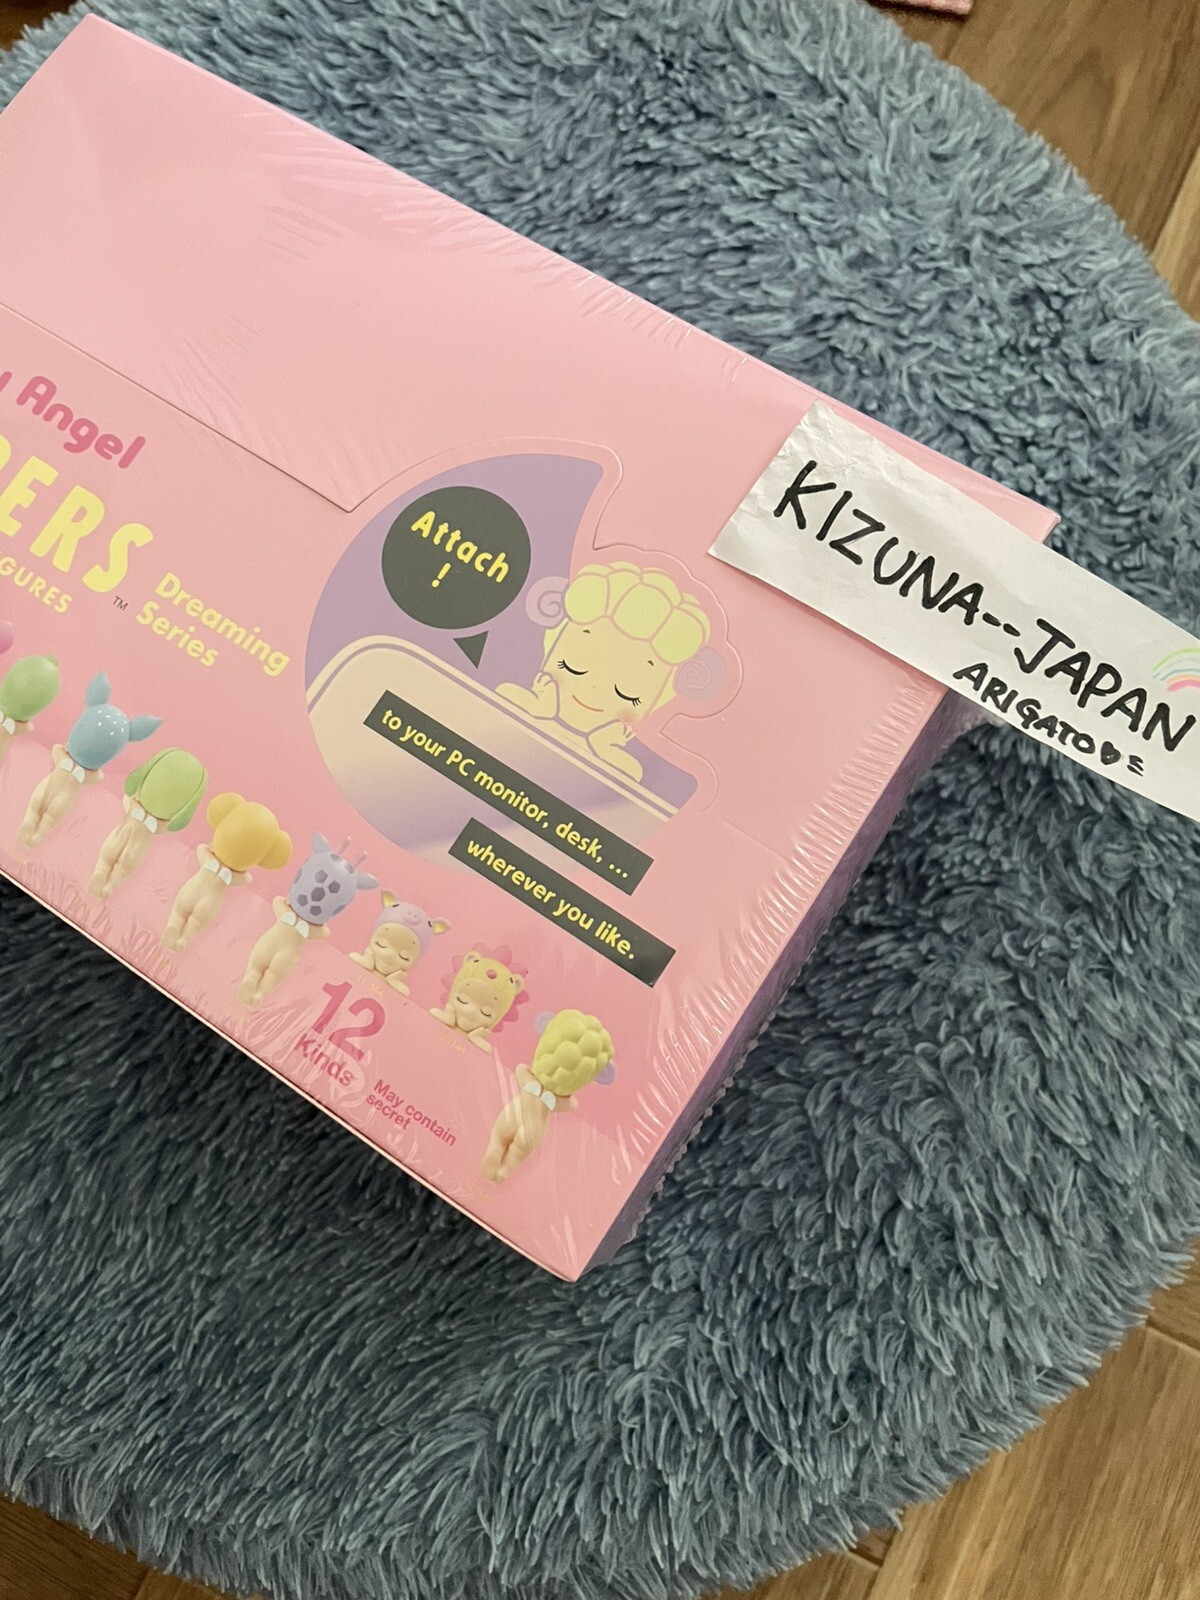 Angel
ERS™
GURES
Dreaming
Series
Attach
!
to your PC monitor, desk, ...
wherever you like.
12
Kinds
May contain
secret
KIZUNA--JAPAN
ARIGATO